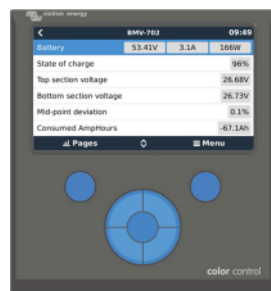 victron energy
< BMV-702 09:49
Battery 53.41V 3.1A 166W
State of charge 96%
Top section voltage 26.68V
Bottom section voltage 26.73V
Mid-point deviation 0.1%
Consumed AmpHours -67.1Ah
Pages Menu
color control